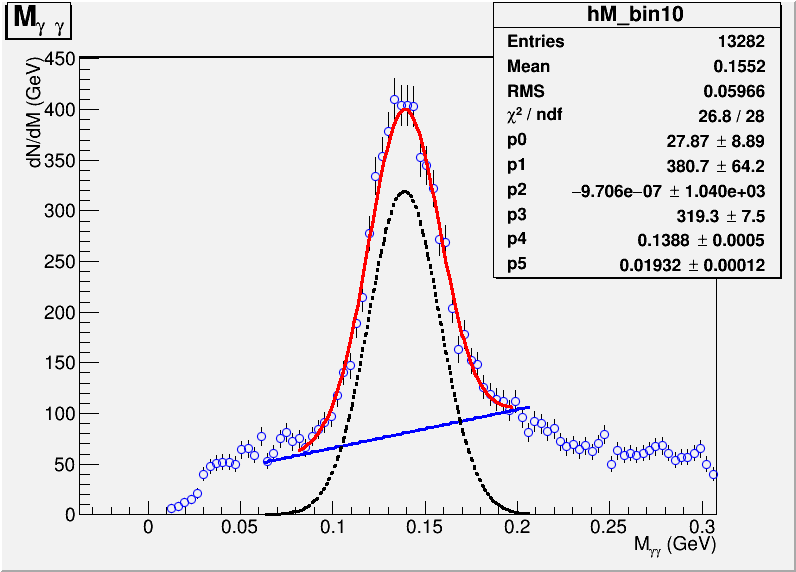 M γ γ
hM_bin10
Entries 13282
Mean 0.1552
RMS 0.05966
χ² / ndf 26.8 / 28
p0 27.87 ± 8.89
p1 380.7 ± 64.2
p2 −9.706e−07 ± 1.040e+03
p3 319.3 ± 7.5
p4 0.1388 ± 0.0005
p5 0.01932 ± 0.00012
dN/dM (GeV)
450
400
350
300
250
200
150
100
50
0
0 0.05 0.1 0.15 0.2 0.25 0.3
M γγ (GeV)